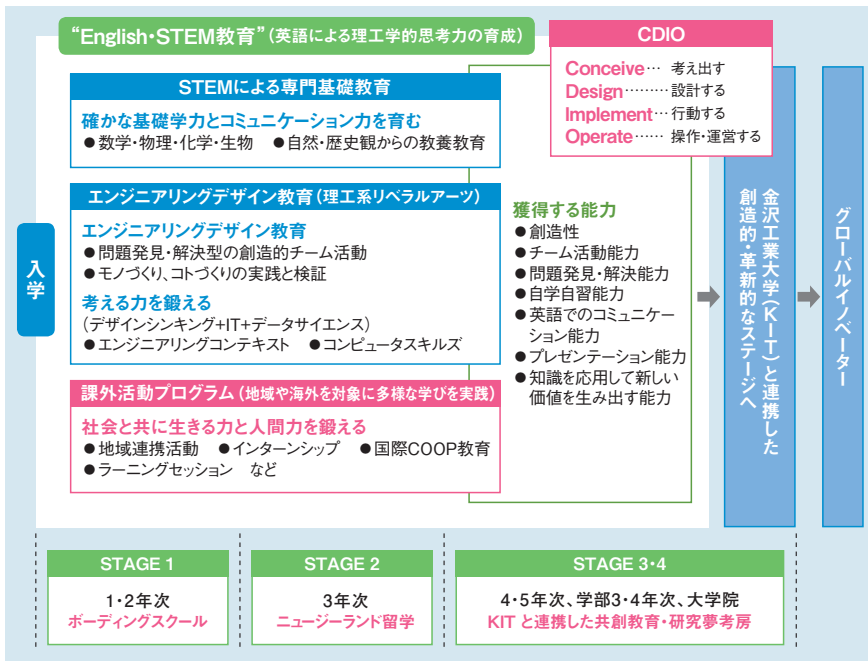 “English・STEM教育”（英語による理工学的思考力の育成）
CDIO
Conceive… 考え出す
Design……… 設計する
Implement… 行動する
Operate…… 操作・運営する
STEMによる専門基礎教育
確かな基礎学力とコミュニケーション力を育む
●数学・物理・化学・生物 ●自然・歴史観からの教養教育
エンジニアリングデザイン教育（理工系リベラルアーツ）
エンジニアリングデザイン教育
●問題発見・解決型の創造的チーム活動
●モノづくり、コトづくりの実践と検証
考える力を鍛える
（デザインシンキング+IT+データサイエンス）
●エンジニアリングコンテキスト ●コンピュータスキルズ
課外活動プログラム（地域や海外を対象に多様な学びを実践）
社会と共に生きる力と人間力を鍛える
●地域連携活動 ●インターンシップ ●国際COOP教育
●ラーニングセッション など
入学
獲得する能力
●創造性
●チーム活動能力
●問題発見・解決能力
●自学自習能力
●英語でのコミュニケー
ション能力
●プレゼンテーション能力
●知識を応用して新しい
価値を生み出す能力
金沢工業大学（KIT）と連携した
創造的・革新的なステージへ
グローバルイノベーター
STAGE 1
1・2年次
ボーディングスクール
STAGE 2
3年次
ニュージーランド留学
STAGE 3・4
4・5年次、学部3・4年次、大学院
KITと連携した共創教育・研究夢考房